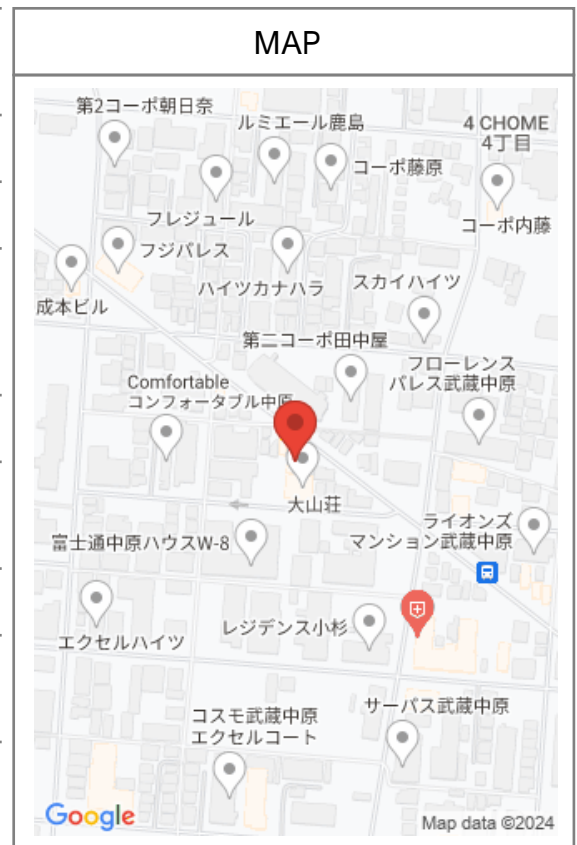 MAP
第2コーポ朝日奈
ルミエール鹿島
4 CHOME
4丁目
コーポ藤原
フレジュール
コーポ内藤
フジパレス
ハイツカナハラ
スカイハイツ
成本ビル
第二コーポ田中屋
フローレンス
パレス武蔵中原
Comfortable
コンフォータブル中原
大山荘
ライオンズ
マンション武蔵中原
富士通中原ハウスW-8
レジデンス小杉
エクセルハイツ
サーパス武蔵中原
コスモ武蔵中原
エクセルコート
Google
Map data ©2024